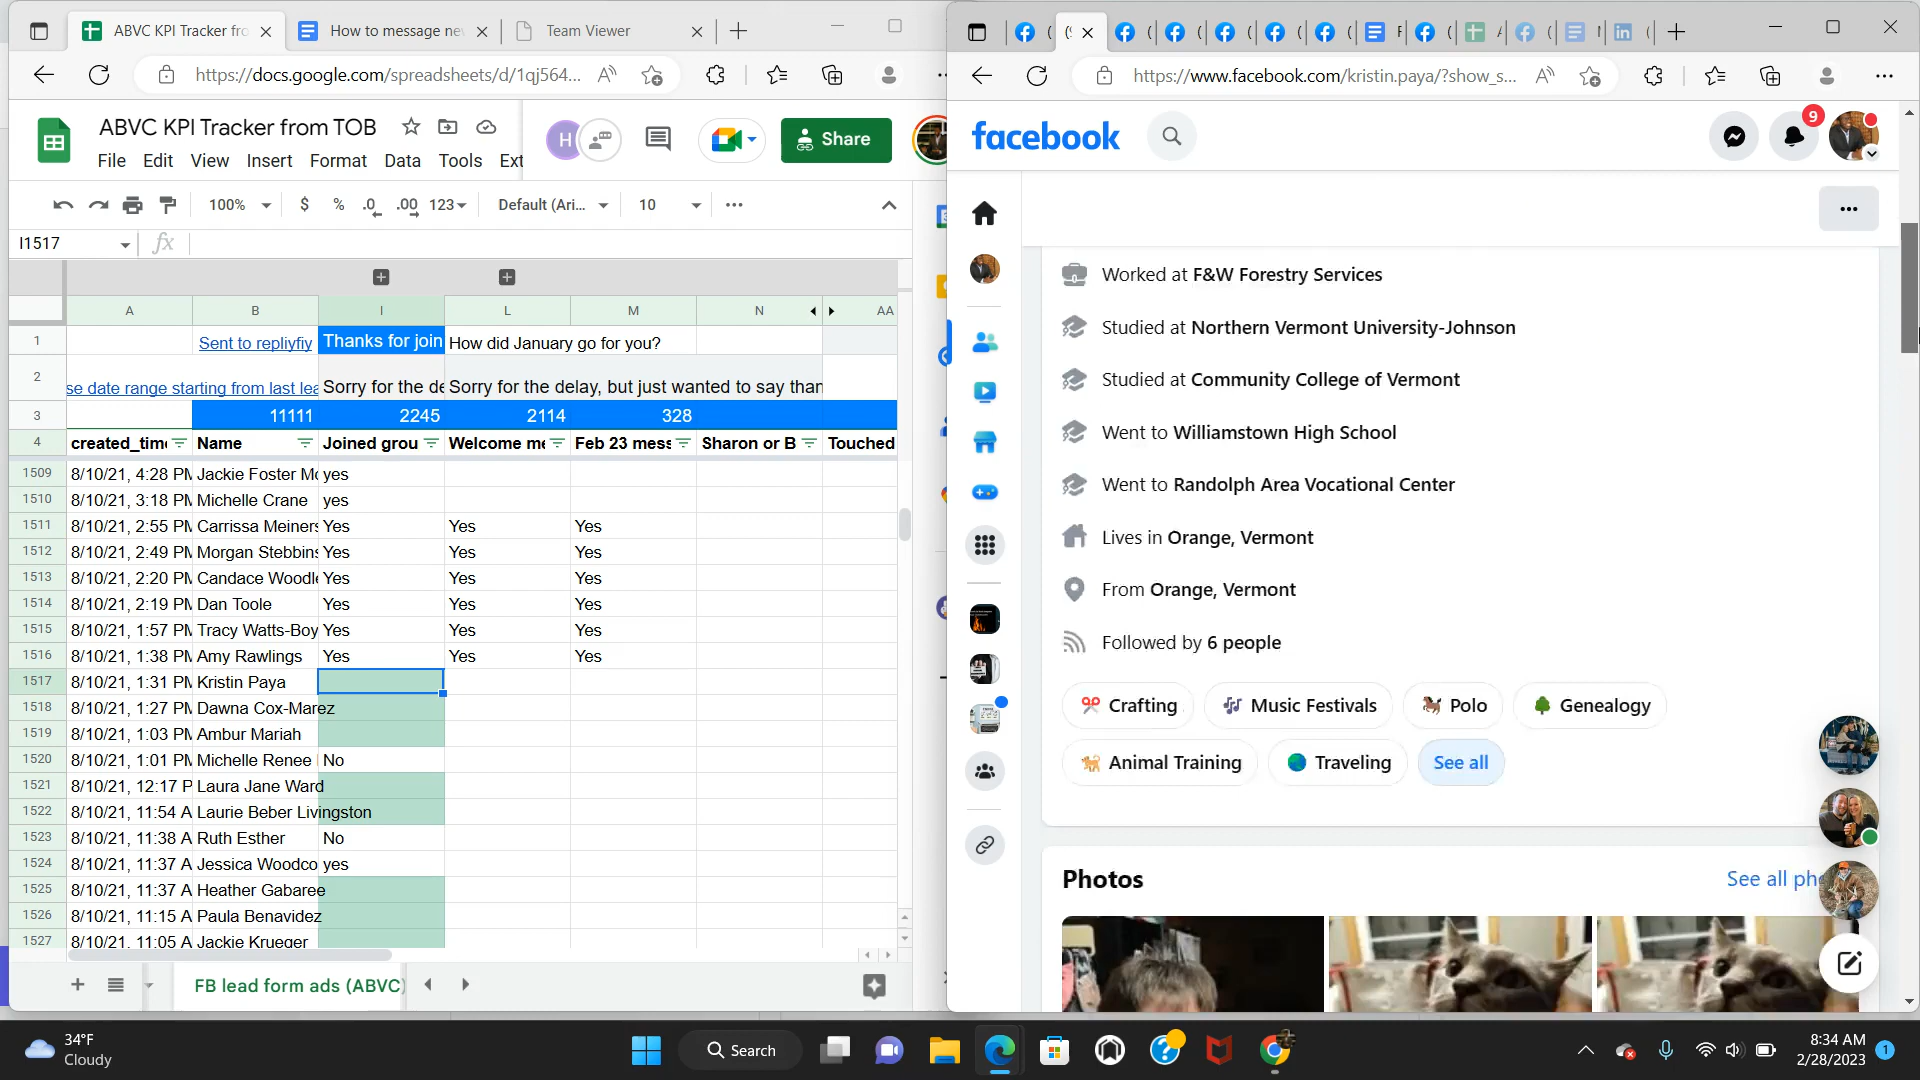 ABVC KPI Tracker fro
How to message nev
Team Viewer
https://docs.google.com/spreadsheets/d/1qj564...
ABVC KPI Tracker from TOB
File Edit View Insert Format Data Tools Ext
H
Share
100% $ % .0 .00 123 Default (Ari... 10
I1517
fx
A B I L M N AA
1 Sent to repliyfiy Thanks for join How did January go for you?
2 se date range starting from last lea Sorry for the de Sorry for the delay, but just wanted to say than
3 11111 2245 2114 328
4 created_time Name Joined grou Welcome me Feb 23 mess Sharon or B Touched
1509 8/10/21, 4:28 PM Jackie Foster Mc yes
1510 8/10/21, 3:18 PM Michelle Crane yes
1511 8/10/21, 2:55 PM Carrissa Meiners Yes Yes Yes
1512 8/10/21, 2:49 PM Morgan Stebbins Yes Yes Yes
1513 8/10/21, 2:20 PM Candace Woodle Yes Yes Yes
1514 8/10/21, 2:19 PM Dan Toole Yes Yes Yes
1515 8/10/21, 1:57 PM Tracy Watts-Boy Yes Yes Yes
1516 8/10/21, 1:38 PM Amy Rawlings Yes Yes Yes
1517 8/10/21, 1:31 PM Kristin Paya
1518 8/10/21, 1:27 PM Dawna Cox-Marez
1519 8/10/21, 1:03 PM Ambur Mariah
1520 8/10/21, 1:01 PM Michelle Renee No
1521 8/10/21, 12:17 P Laura Jane Ward
1522 8/10/21, 11:54 A Laurie Beber Livingston
1523 8/10/21, 11:38 A Ruth Esther No
1524 8/10/21, 11:37 A Jessica Woodco yes
1525 8/10/21, 11:37 A Heather Gabaree
1526 8/10/21, 11:15 A Paula Benavidez
1527 8/10/21, 11:05 A Jackie Krueger
FB lead form ads (ABVC)
https://www.facebook.com/kristin.paya/?show_s...
facebook
9
Worked at F&W Forestry Services
Studied at Northern Vermont University-Johnson
Studied at Community College of Vermont
Went to Williamstown High School
Went to Randolph Area Vocational Center
Lives in Orange, Vermont
From Orange, Vermont
Followed by 6 people
Crafting Music Festivals Polo Genealogy
Animal Training Traveling See all
Photos
See all pho
34°F
Cloudy
Search
8:34 AM
2/28/2023
1